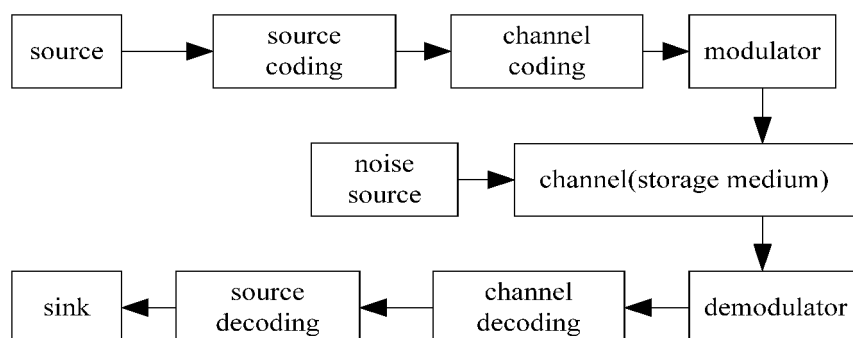 source
source
coding
channel
coding
modulator
noise
source
channel(storage medium)
sink
source
decoding
channel
decoding
demodulator